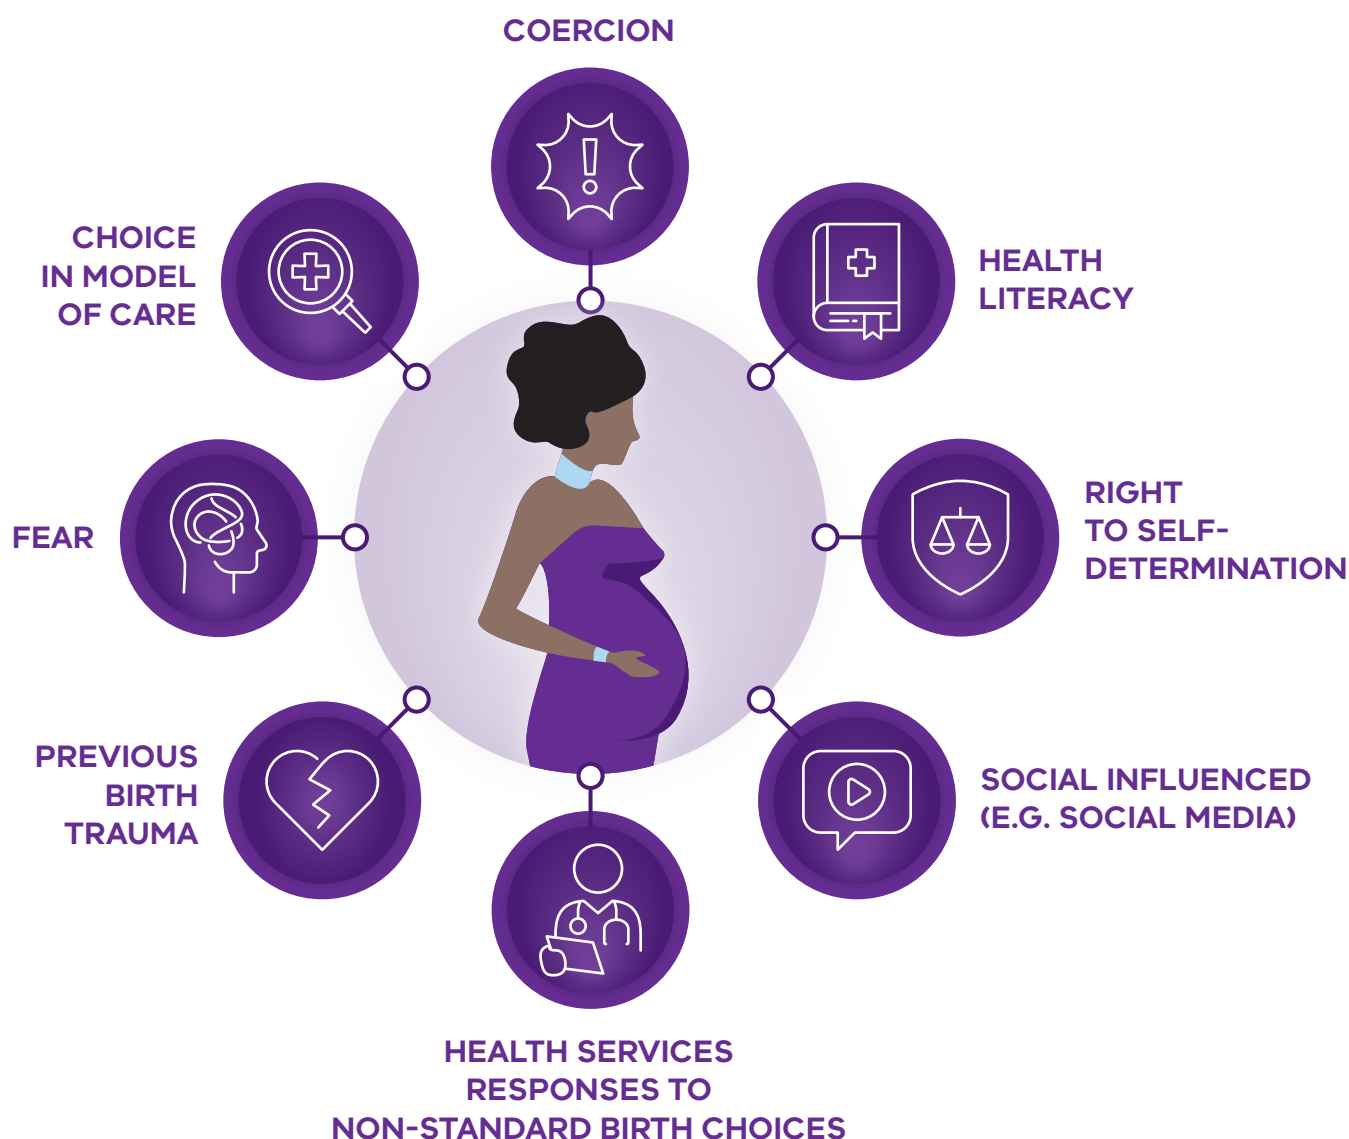 COERCION
CHOICE
IN MODEL
OF CARE
HEALTH
LITERACY
FEAR
RIGHT
TO SELF-
DETERMINATION
PREVIOUS
BIRTH
TRAUMA
SOCIAL INFLUENCED
(E.G. SOCIAL MEDIA)
HEALTH SERVICES
RESPONSES TO
NON-STANDARD BIRTH CHOICES